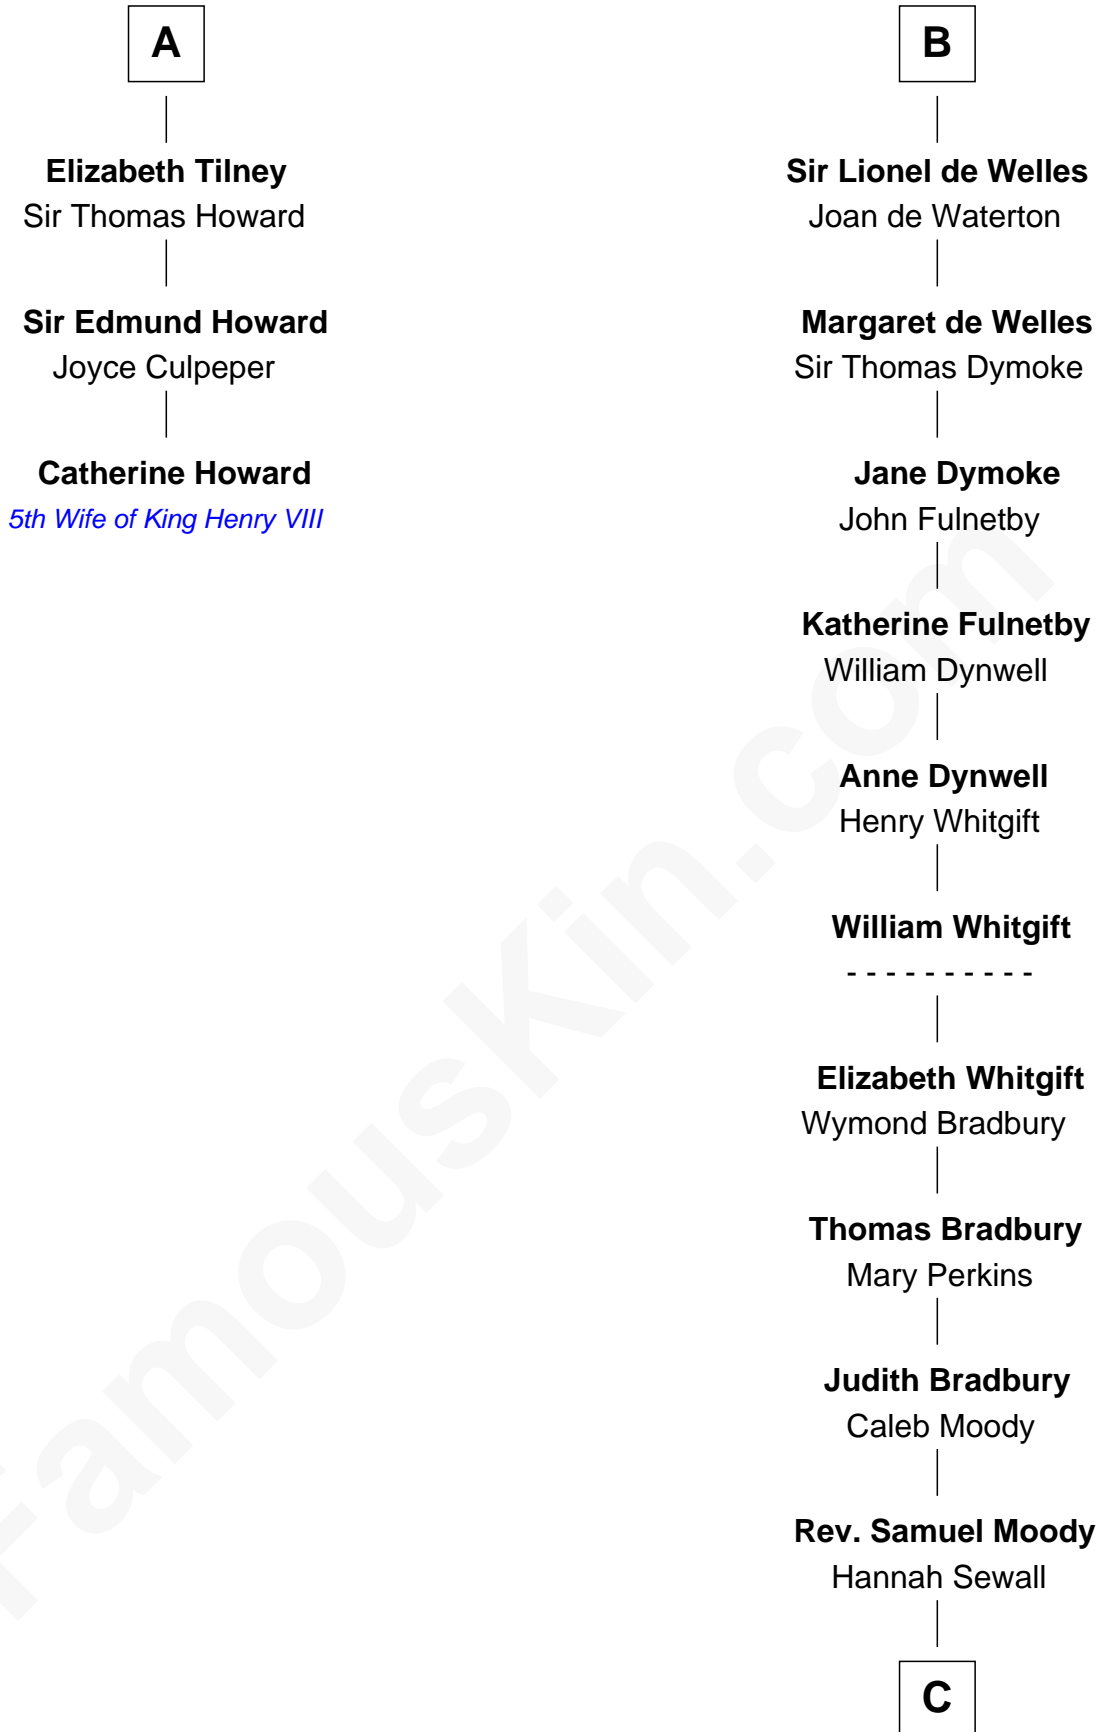 A
Elizabeth Tilney
Sir Thomas Howard
Sir Edmund Howard
Joyce Culpeper
Catherine Howard
5th Wife of King Henry VIII
B
Sir Lionel de Welles
Joan de Waterton
Margaret de Welles
Sir Thomas Dymoke
Jane Dymoke
John Fulnetby
Katherine Fulnetby
William Dynwell
Anne Dynwell
Henry Whitgift
William Whitgift
- - - - - - - - - -
Elizabeth Whitgift
Wymond Bradbury
Thomas Bradbury
Mary Perkins
Judith Bradbury
Caleb Moody
Rev. Samuel Moody
Hannah Sewall
C
FamousKin.com